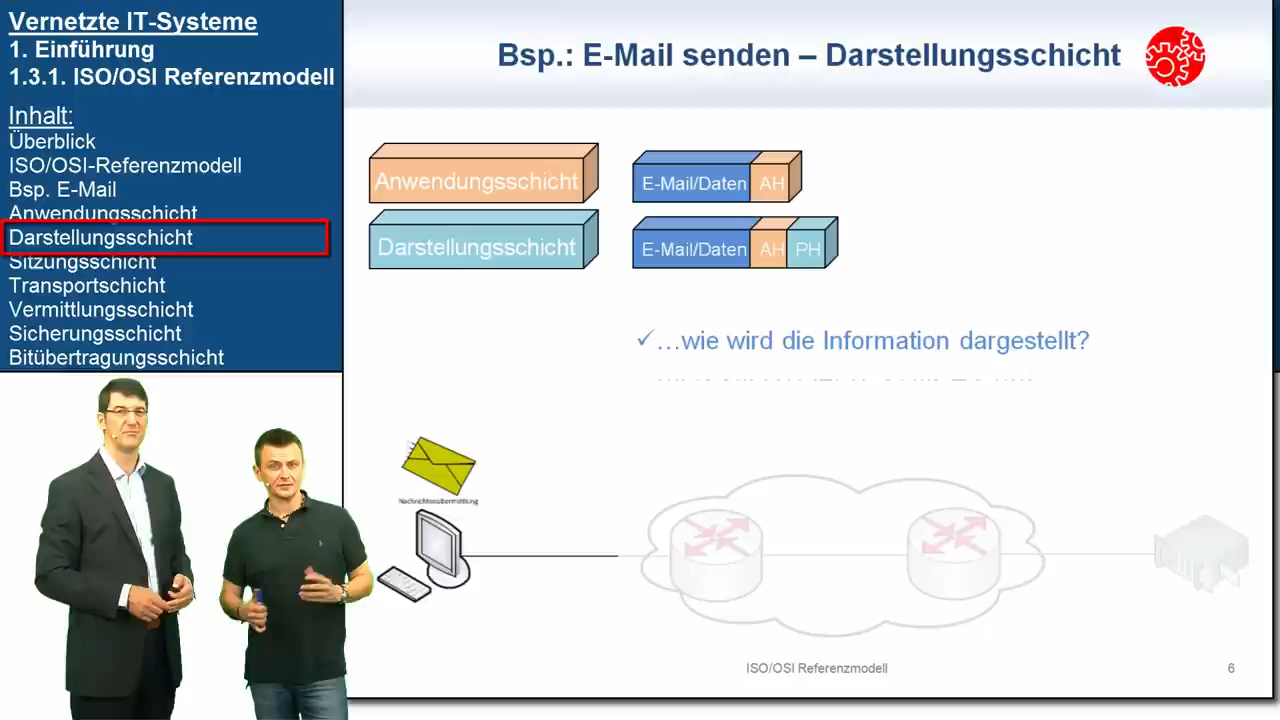 Vernetzte IT-Systeme
1. Einführung
1.3.1. ISO/OSI Referenzmodell
Inhalt:
Überblick
ISO/OSI-Referenzmodell
Bsp. E-Mail
Anwendungsschicht
Darstellungsschicht
Sitzungsschicht
Transportschicht
Vermittlungsschicht
Sicherungsschicht
Bitübertragungsschicht
Bsp.: E-Mail senden – Darstellungsschicht
Anwendungsschicht
E-Mail/Daten AH
Darstellungsschicht
E-Mail/Daten AH PH
✓ …wie wird die Information dargestellt?
Nachrichtenübermittlung
ISO/OSI Referenzmodell
6